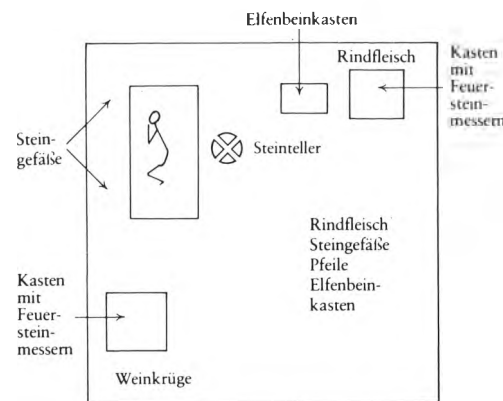 Elfenbeinkasten
Rindfleisch
Kasten
mit
Feuer-
stein-
messern
Stein-
gefäße
Steinteller
Rindfleisch
Steingefäße
Pfeile
Elfenbein-
kasten
Kasten
mit
Feuer-
stein-
messern
Weinkrüge